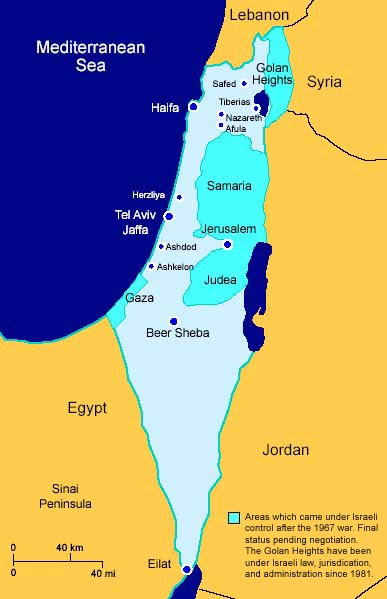 Lebanon
Mediterranean
Sea
Golan
Heights
Syria
Safed
Tiberias
Haifa
Nazareth
Afula
Samaria
Herzliya
Tel Aviv
Jaffa
Jerusalem
Ashdod
Ashkelon
Judea
Gaza
Beer Sheba
Egypt
Jordan
Sinai
Peninsula
Areas which came under Israeli
control after the 1967 war. Final
status pending negotiation.
The Golan Heights have been
under Israeli law, jurisdication,
and administration since 1981.
0 40 km
0 40 mi
Eilat